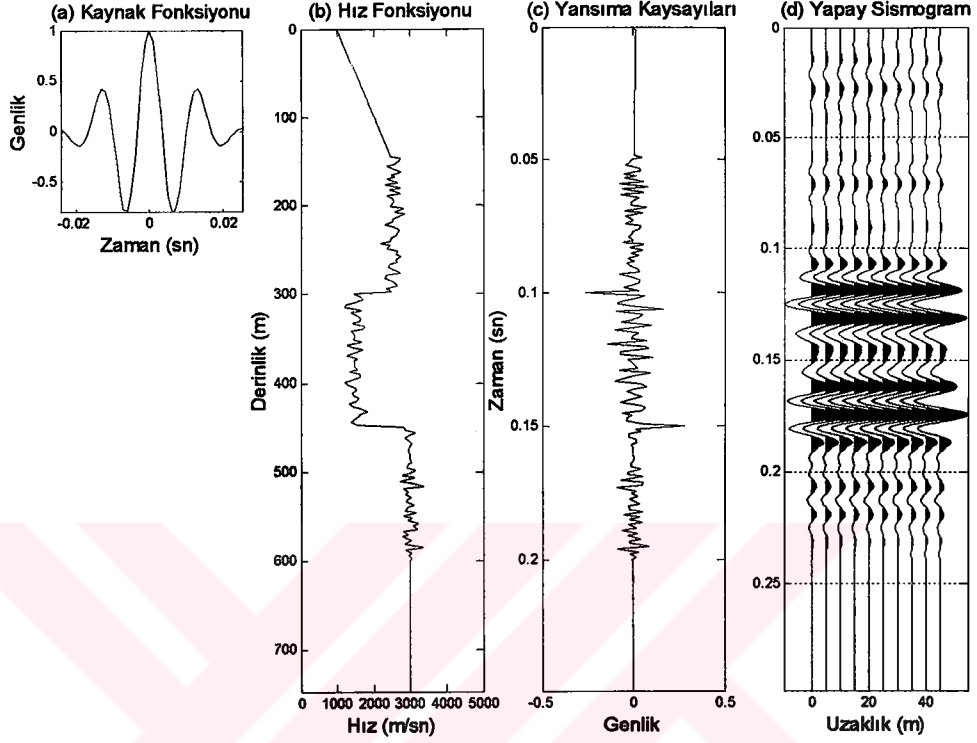 (a) Kaynak Fonksiyonu
1
0.5
0
-0.5
Genlik
-0.02 0 0.02
Zaman (sn)
(b) Hız Fonksiyonu
0
100
200
300
400
500
600
700
Derinlik (m)
0 1000 2000 3000 4000 5000
Hız (m/sn)
(c) Yansıma Kaysayıları
0
0.05
0.1
0.15
0.2
Zaman (sn)
-0.5 0 0.5
Genlik
(d) Yapay Sismogram
0
0.05
0.1
0.15
0.2
0.25
0 20 40
Uzaklık (m)